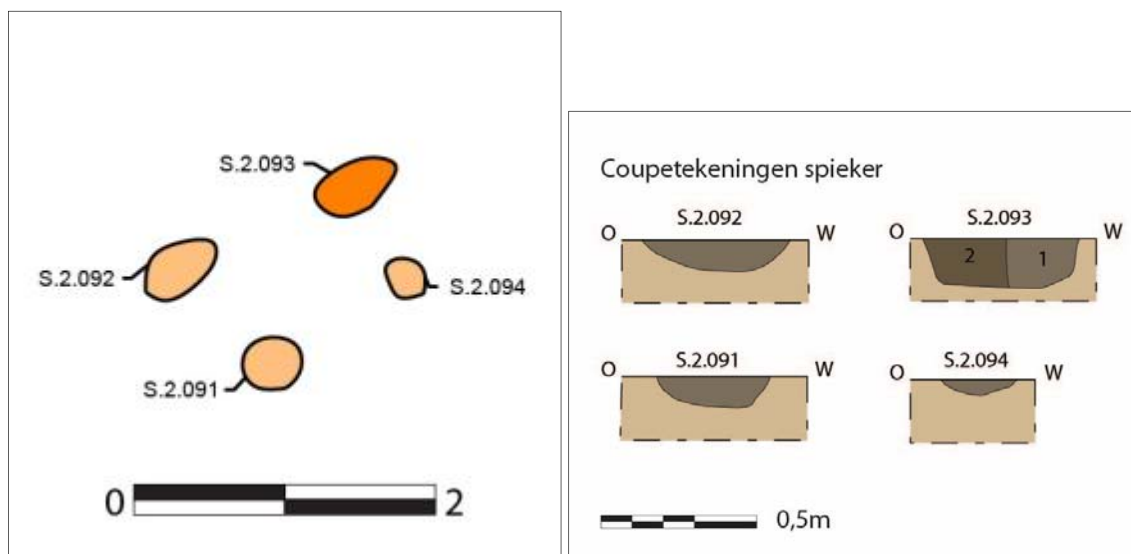 S.2.093
S.2.092
S.2.094
S.2.091
0 2
Coupetekeningen spieker
S.2.092
O W
S.2.093
O W
2 1
S.2.091
O W
S.2.094
O W
0,5m